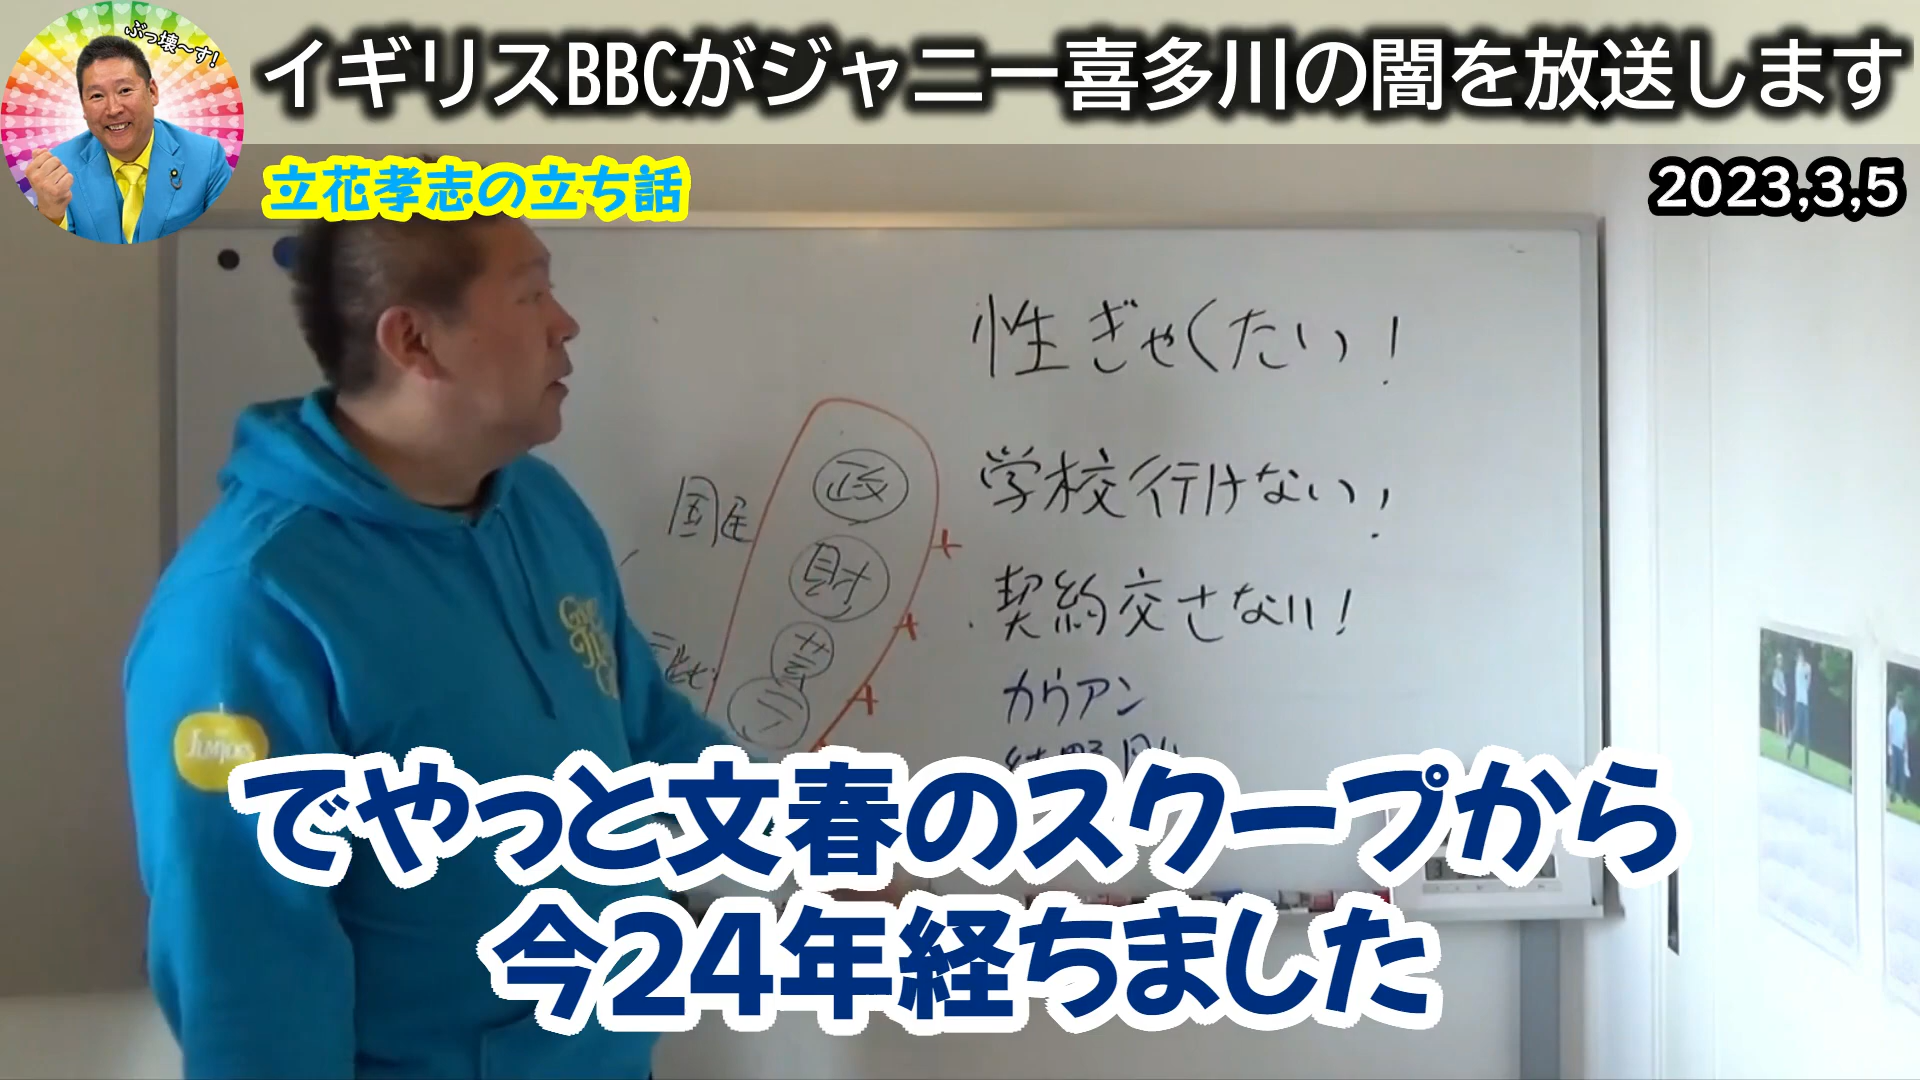 ぶっ壊~す!
イギリスBBCがジャニー喜多川の闇を放送します
立花孝志の立ち話
2023,3,5
性ぎゃくたい!
学校行けない!
契約交さない!
カウアン
国民
政
財
芸
でやっと文春のスクープから
今24年経ちました